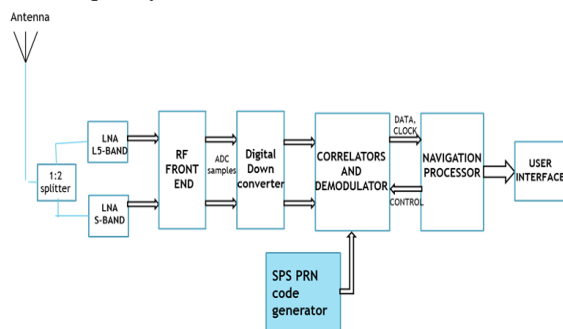 Antenna
LNA
L5-BAND
1:2
splitter
LNA
S-BAND
RF
FRONT
END
ADC
samples
Digital
Down
converter
CORRELATORS
AND
DEMODULATOR
DATA,
CLOCK
CONTROL
NAVIGATION
PROCESSOR
USER
INTERFACE
SPS PRN
code
generator